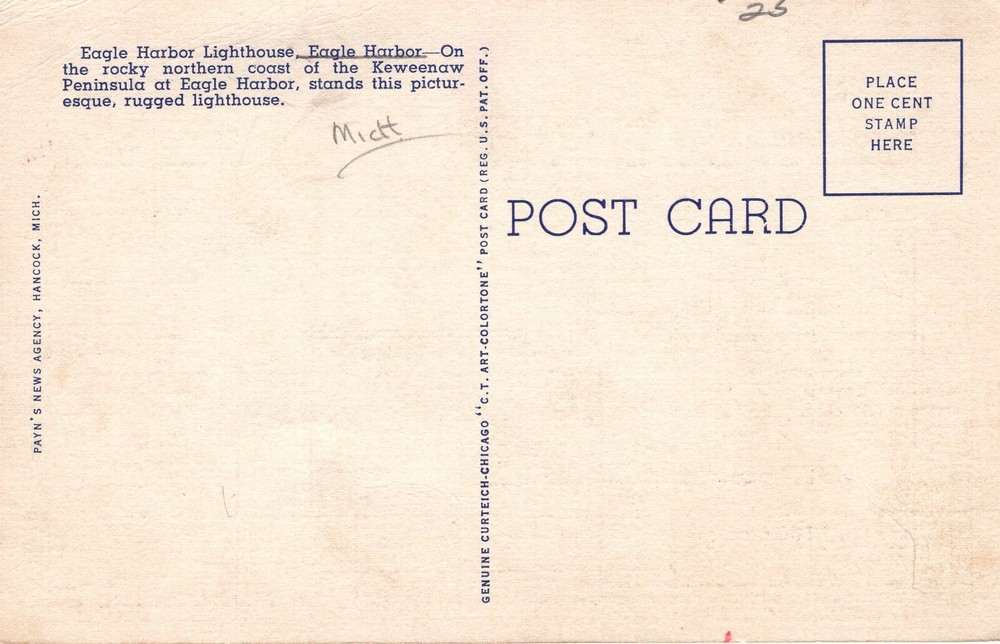 25
Eagle Harbor Lighthouse, Eagle Harbor—On
the rocky northern coast of the Keweenaw
Peninsula at Eagle Harbor, stands this pictur-
esque, rugged lighthouse.
Mich
PAYN'S NEWS AGENCY, HANCOCK, MICH.
GENUINE CURTEICH-CHICAGO "C.T. ART-COLORTONE" POST CARD (REG. U.S. PAT. OFF.)
POST CARD
PLACE
ONE CENT
STAMP
HERE